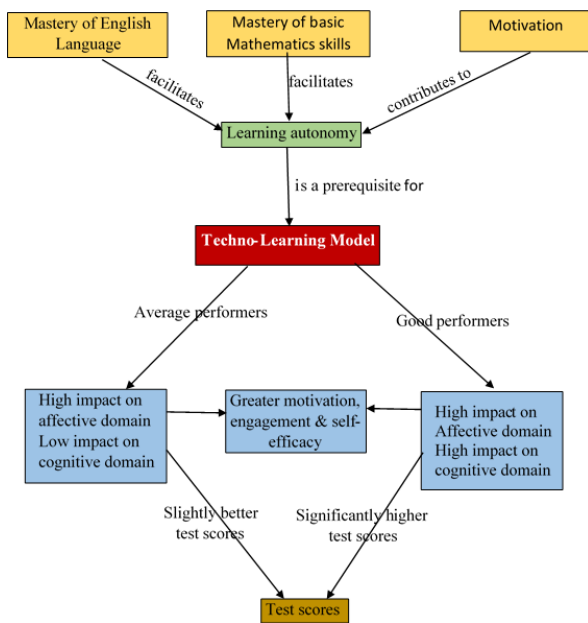 Mastery of English
Language
Mastery of basic
Mathematics skills
Motivation
facilitates
facilitates
contributes to
Learning autonomy
is a prerequisite for
Techno-Learning Model
Average performers
Good performers
High impact on
affective domain
Low impact on
cognitive domain
Greater motivation,
engagement & self-
efficacy
High impact on
Affective domain
High impact on
cognitive domain
Slightly better
test scores
Significantly higher
test scores
Test scores